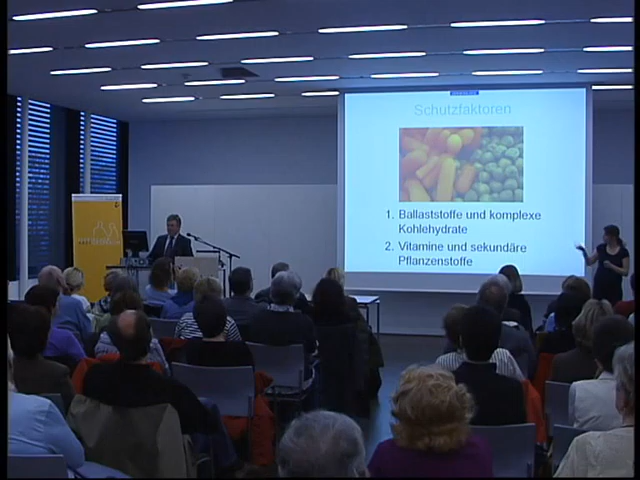 Schutzfaktoren
1. Ballaststoffe und komplexe
Kohlehydrate
2. Vitamine und sekundäre
Pflanzenstoffe